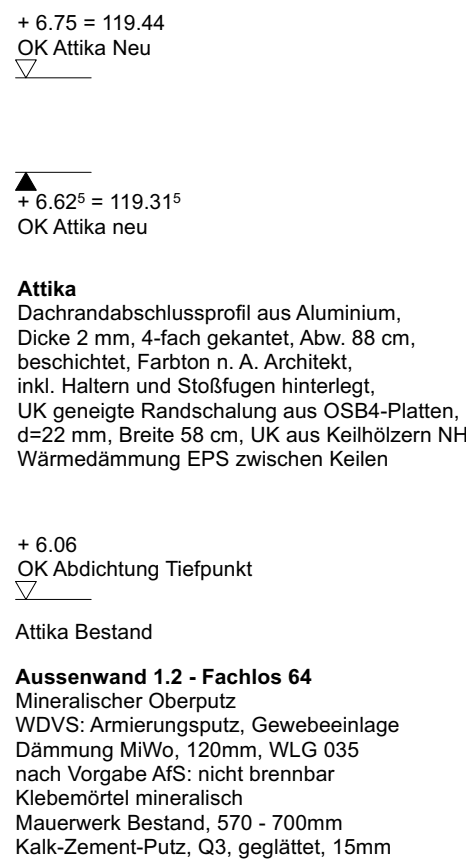 + 6.75 = 119.44
OK Attika Neu
+ 6.62⁵ = 119.31⁵
OK Attika neu
Attika
Dachrandabschlussprofil aus Aluminium,
Dicke 2 mm, 4-fach gekantet, Abw. 88 cm,
beschichtet, Farbton n. A. Architekt,
inkl. Haltern und Stoßfugen hinterlegt,
UK geneigte Randschalung aus OSB4-Platten,
d=22 mm, Breite 58 cm, UK aus Keilhölzern NH
Wärmedämmung EPS zwischen Keilen
+ 6.06
OK Abdichtung Tiefpunkt
Attika Bestand
Aussenwand 1.2 - Fachlos 64
Mineralischer Oberputz
WDVS: Armierungsputz, Gewebeeinlage
Dämmung MiWo, 120mm, WLG 035
nach Vorgabe AfS: nicht brennbar
Klebemörtel mineralisch
Mauerwerk Bestand, 570 - 700mm
Kalk-Zement-Putz, Q3, geglättet, 15mm